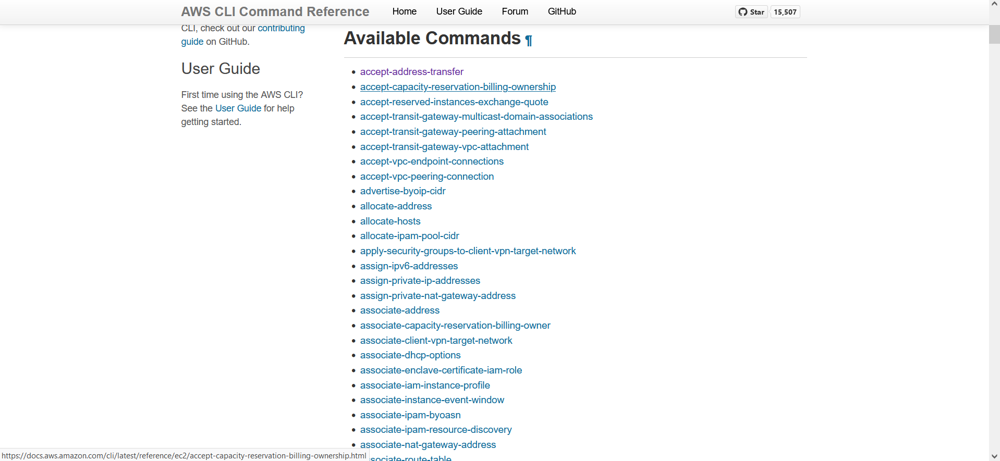 AWS CLI Command Reference Home User Guide Forum GitHub Star 15,507
CLI, check out our contributing
guide on GitHub.
User Guide
First time using the AWS CLI?
See the User Guide for help
getting started.
Available Commands ¶
accept-address-transfer
accept-capacity-reservation-billing-ownership
accept-reserved-instances-exchange-quote
accept-transit-gateway-multicast-domain-associations
accept-transit-gateway-peering-attachment
accept-transit-gateway-vpc-attachment
accept-vpc-endpoint-connections
accept-vpc-peering-connection
advertise-byoip-cidr
allocate-address
allocate-hosts
allocate-ipam-pool-cidr
apply-security-groups-to-client-vpn-target-network
assign-ipv6-addresses
assign-private-ip-addresses
assign-private-nat-gateway-address
associate-address
associate-capacity-reservation-billing-owner
associate-client-vpn-target-network
associate-dhcp-options
associate-enclave-certificate-iam-role
associate-iam-instance-profile
associate-instance-event-window
associate-ipam-byoasn
associate-ipam-resource-discovery
associate-nat-gateway-address
sociate-route-table
https://docs.aws.amazon.com/cli/latest/reference/ec2/accept-capacity-reservation-billing-ownership.html